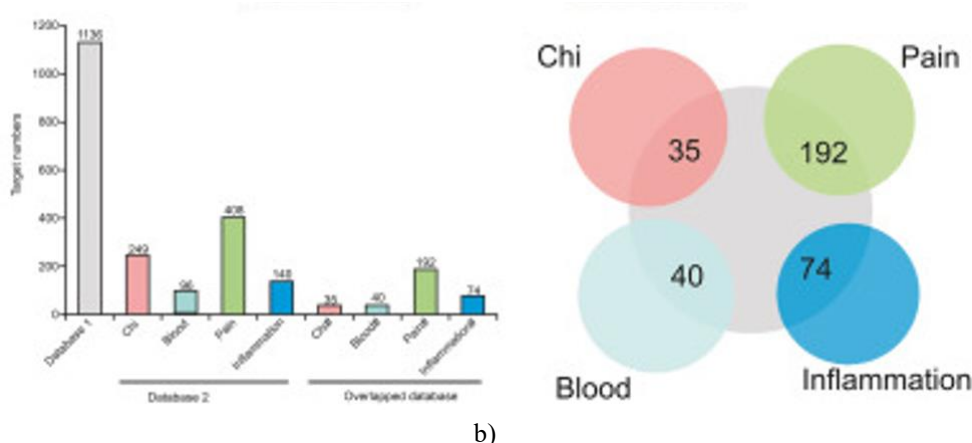 1200
1000
800
600
400
200
0
Target numbers
1136
249
96
408
140
35
40
192
74
Database 1
Chi
Blood
Pain
Inflammation
Chi#
Blood#
Pain#
Inflammation#
Database 2
Overlapped database
Chi
Pain
35
192
40
74
Blood
Inflammation
b)